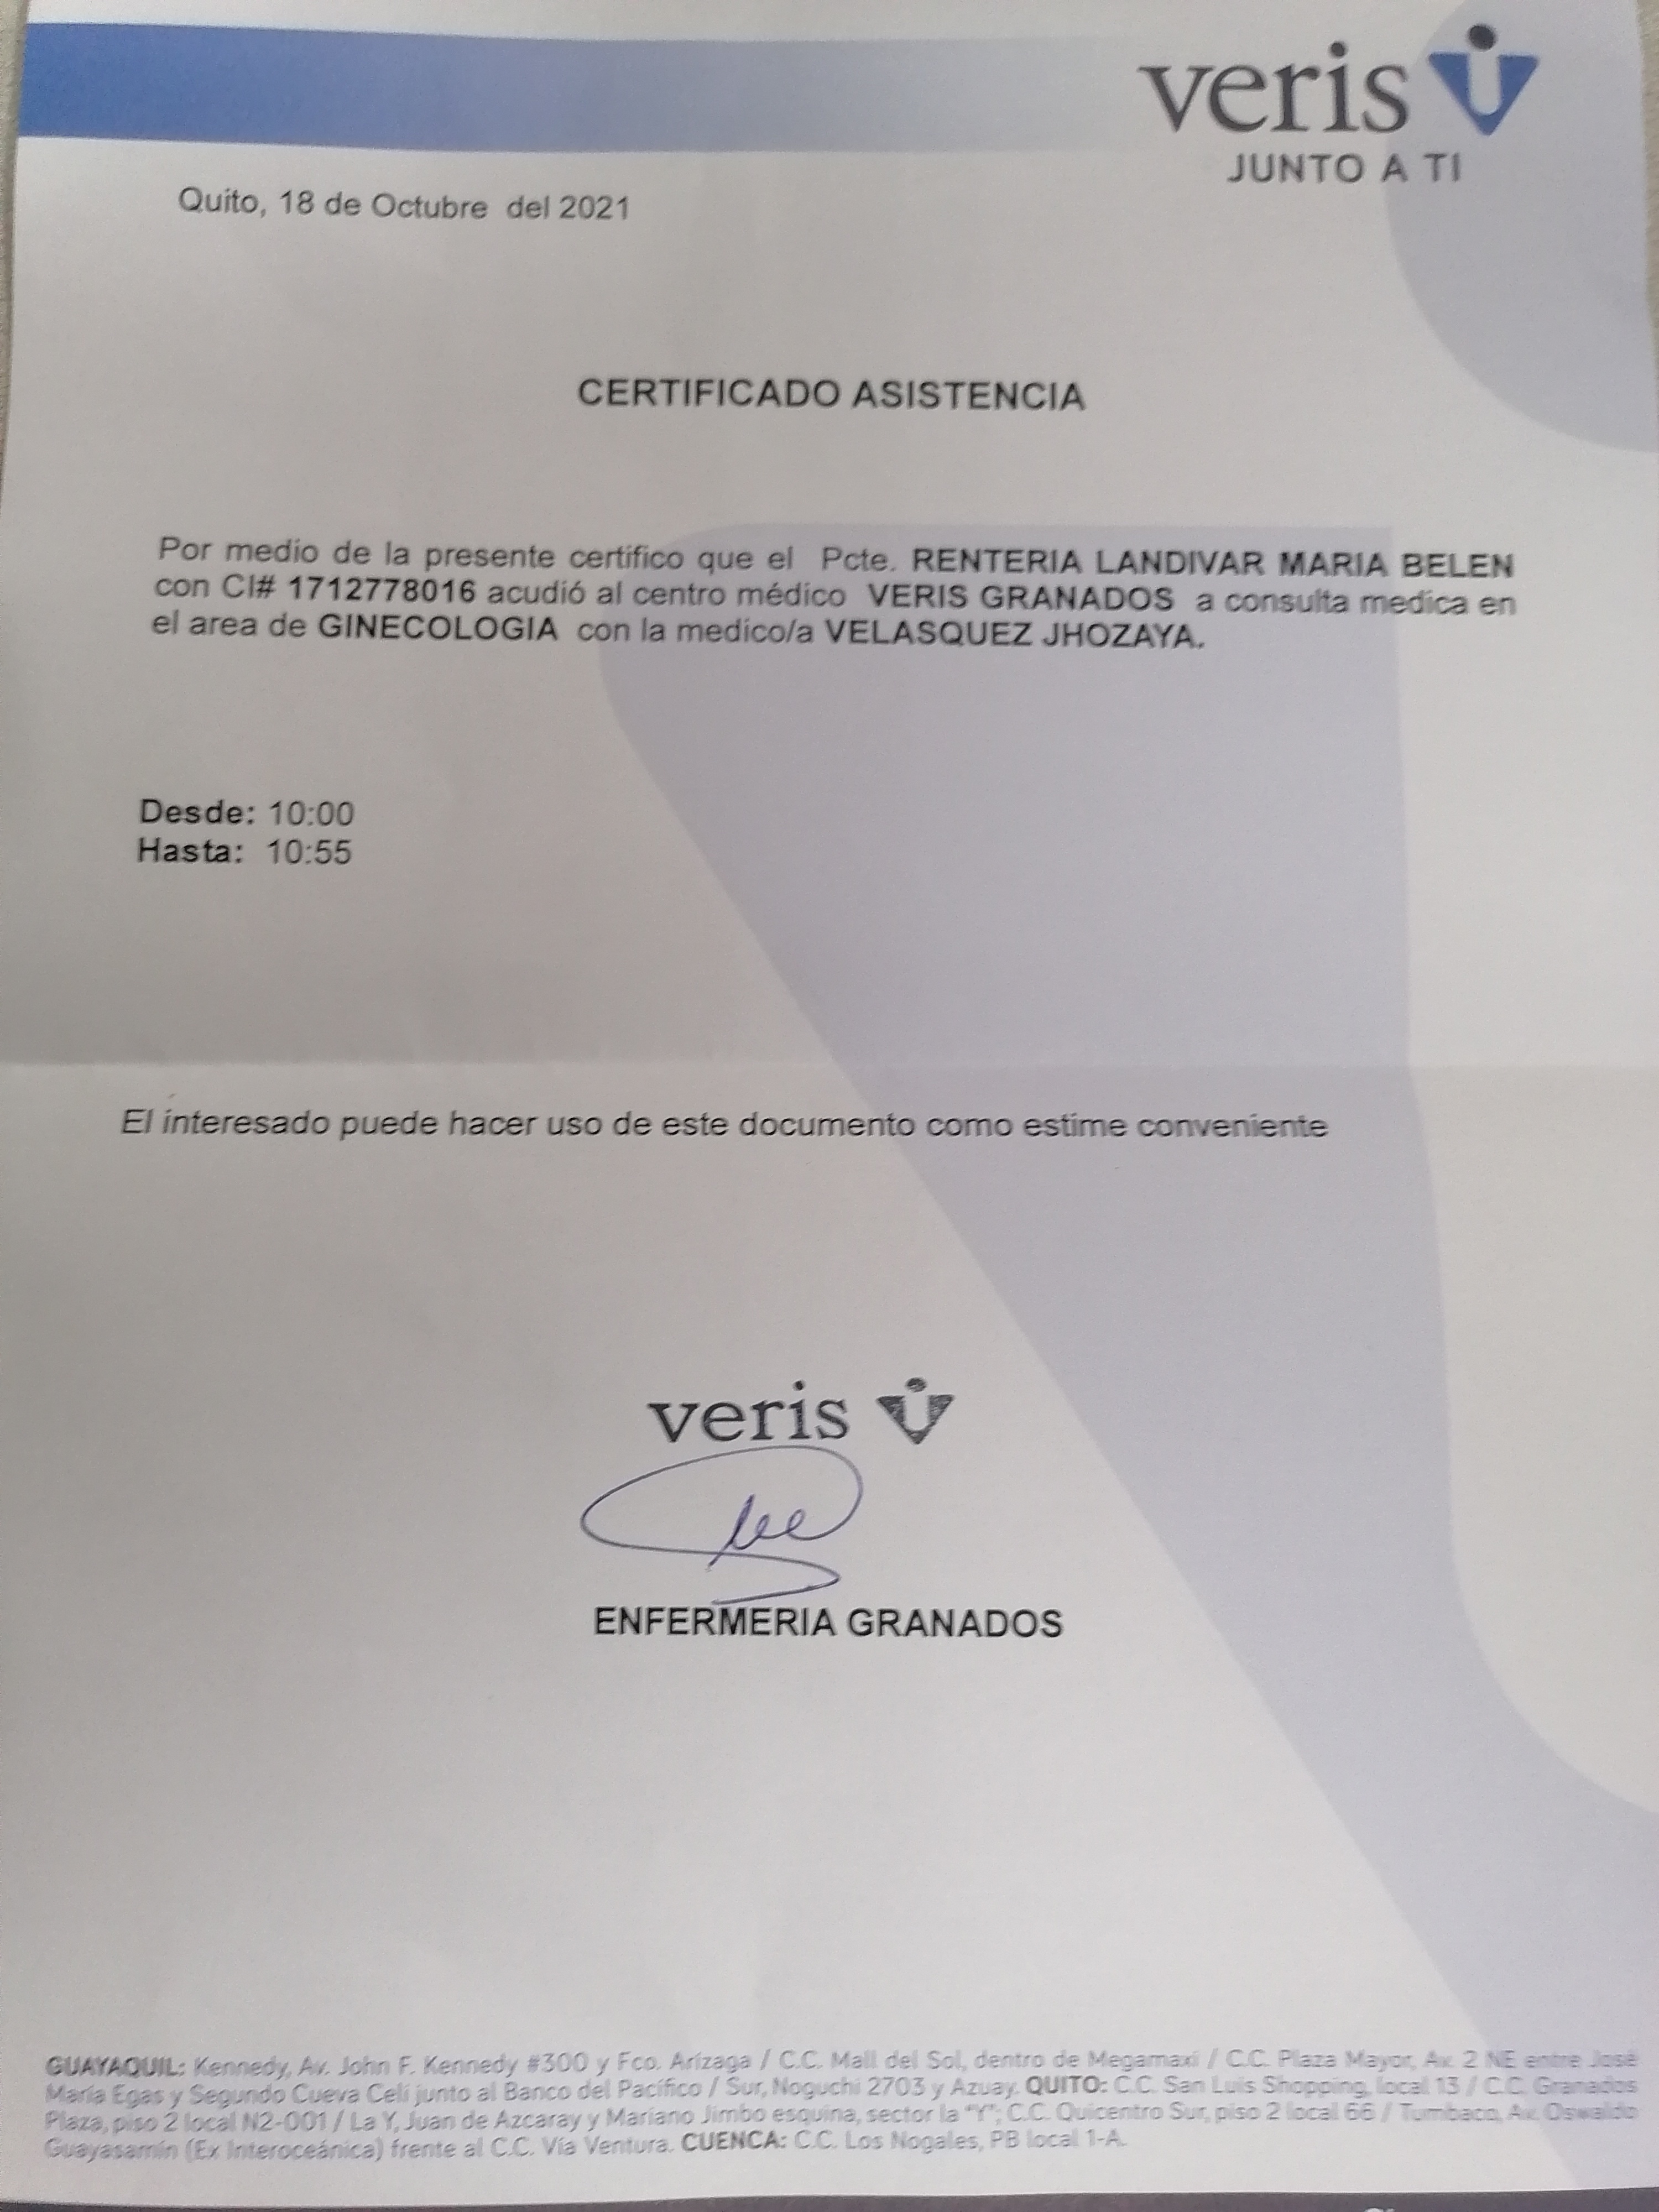 veris
JUNTO A TI
Quito, 18 de Octubre del 2021
CERTIFICADO ASISTENCIA
Por medio de la presente certifico que el Pcte. RENTERIA LANDIVAR MARIA BELEN
con CI# 1712778016 acudió al centro médico VERIS GRANADOS a consulta medica en
el area de GINECOLOGIA con la medico/a VELASQUEZ JHOZAYA.
Desde: 10:00
Hasta: 10:55
El interesado puede hacer uso de este documento como estime conveniente
veris
ENFERMERIA GRANADOS
GUAYAQUIL: Kennedy, Av. John F. Kennedy #300 y Fco. Arízaga / C.C. Mall del Sol, dentro de Megamaxi / C.C. Plaza Mayor, Av. 2 NE entre José
María Egas y Segundo Cueva Celi junto al Banco del Pacífico / Sur, Noguchi 2703 y Azuay. QUITO: C.C. San Luis Shopping, local 13 / C.C. Granados
Plaza, piso 2 local N2-001 / La Y, Juan de Azcaray y Mariano Jimbo esquina, sector la "Y"; C.C. Quicentro Sur, piso 2 local 66 / Tumbaco, Av. Oswaldo
Guayasamín (Ex Interoceánica) frente al C.C. Vía Ventura. CUENCA: C.C. Los Nogales, PB local 1-A.